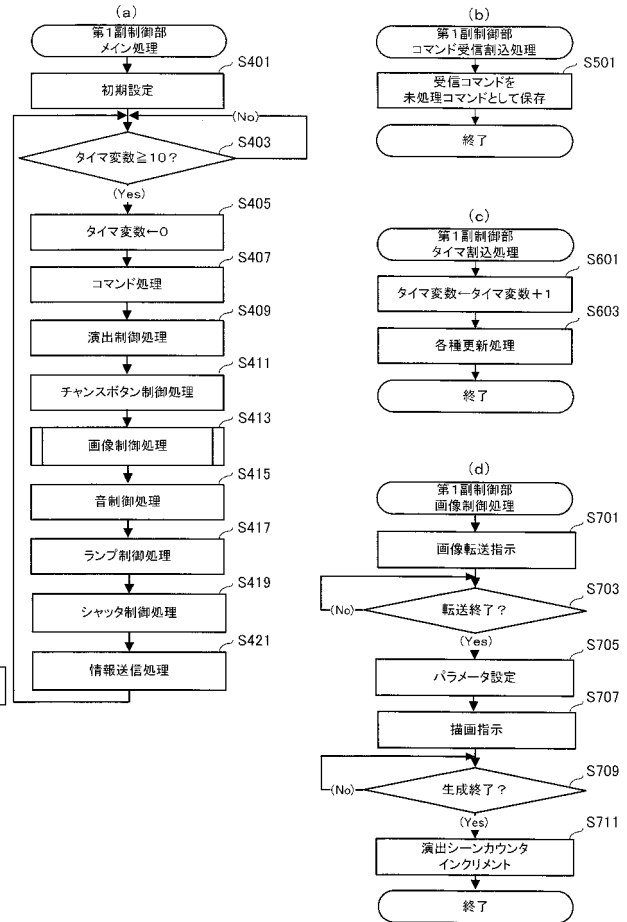 (a)
第1副制御部
メイン処理
S401
初期設定
(No)
S403
タイマ変数≧10?
(Yes)
S405
タイマ変数←0
S407
コマンド処理
S409
演出制御処理
S411
チャンスボタン制御処理
S413
画像制御処理
S415
音制御処理
S417
ランプ制御処理
S419
シャッタ制御処理
S421
情報送信処理
(b)
第1副制御部
コマンド受信割込処理
S501
受信コマンドを
未処理コマンドとして保存
終了
(c)
第1副制御部
タイマ割込処理
S601
タイマ変数←タイマ変数+1
S603
各種更新処理
終了
(d)
第1副制御部
画像制御処理
S701
画像転送指示
S703
(No)
転送終了?
(Yes)
S705
パラメータ設定
S707
描画指示
S709
(No)
生成終了?
(Yes)
S711
演出シーンカウンタ
インクリメント
終了